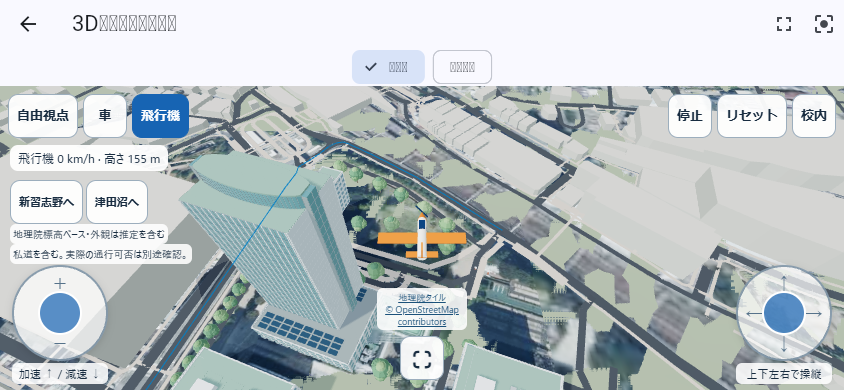 3D
自由視点
車
飛行機
停止
リセット
校内
飛行機 0 km/h · 高さ 155 m
新習志野へ
津田沼へ
地理院標高ベース・外観は推定を含む
私道を含む。実際の通行可否は別途確認。
地理院タイル
© OpenStreetMap
contributors
加速 ↑ / 減速 ↓
上下左右で操縦